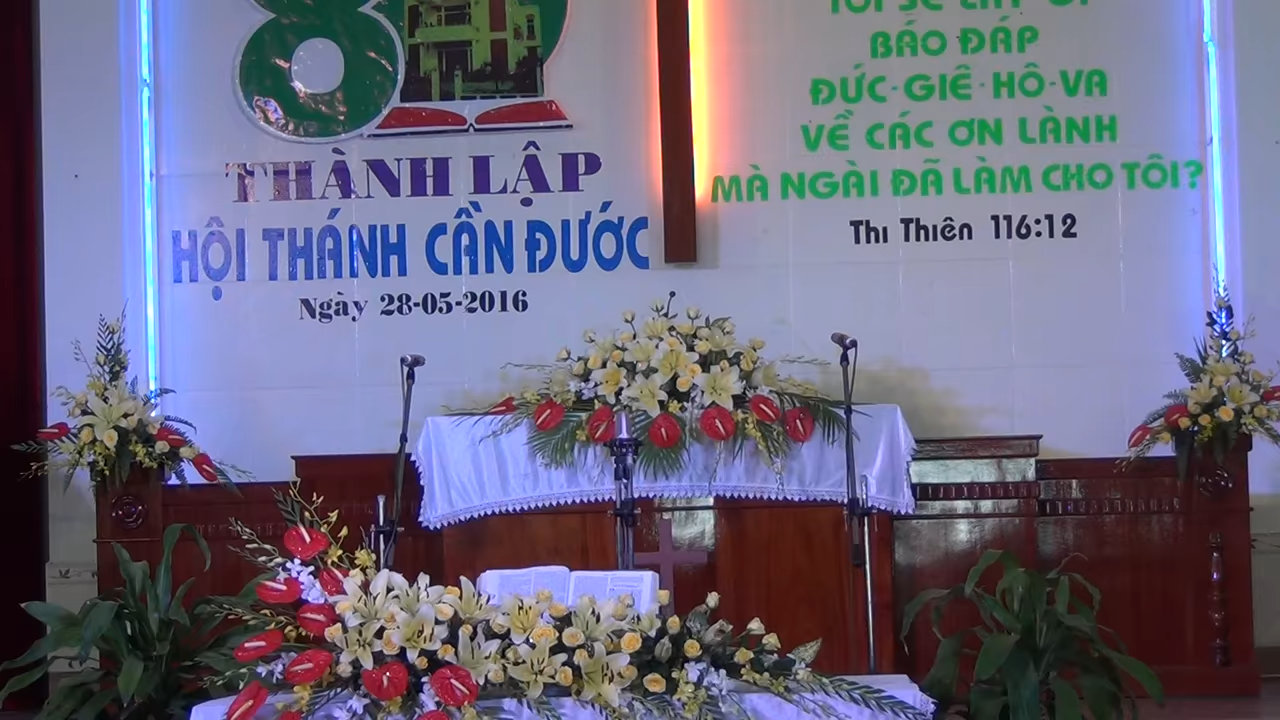 80
THÀNH LẬP
HỘI THÁNH CẦN ĐƯỚC
Ngày 28-05-2016
BÁO ĐÁP
ĐỨC-GIÊ-HÔ-VA
VỀ CÁC ƠN LÀNH
MÀ NGÀI ĐÃ LÀM CHO TÔI?
Thi Thiên 116:12